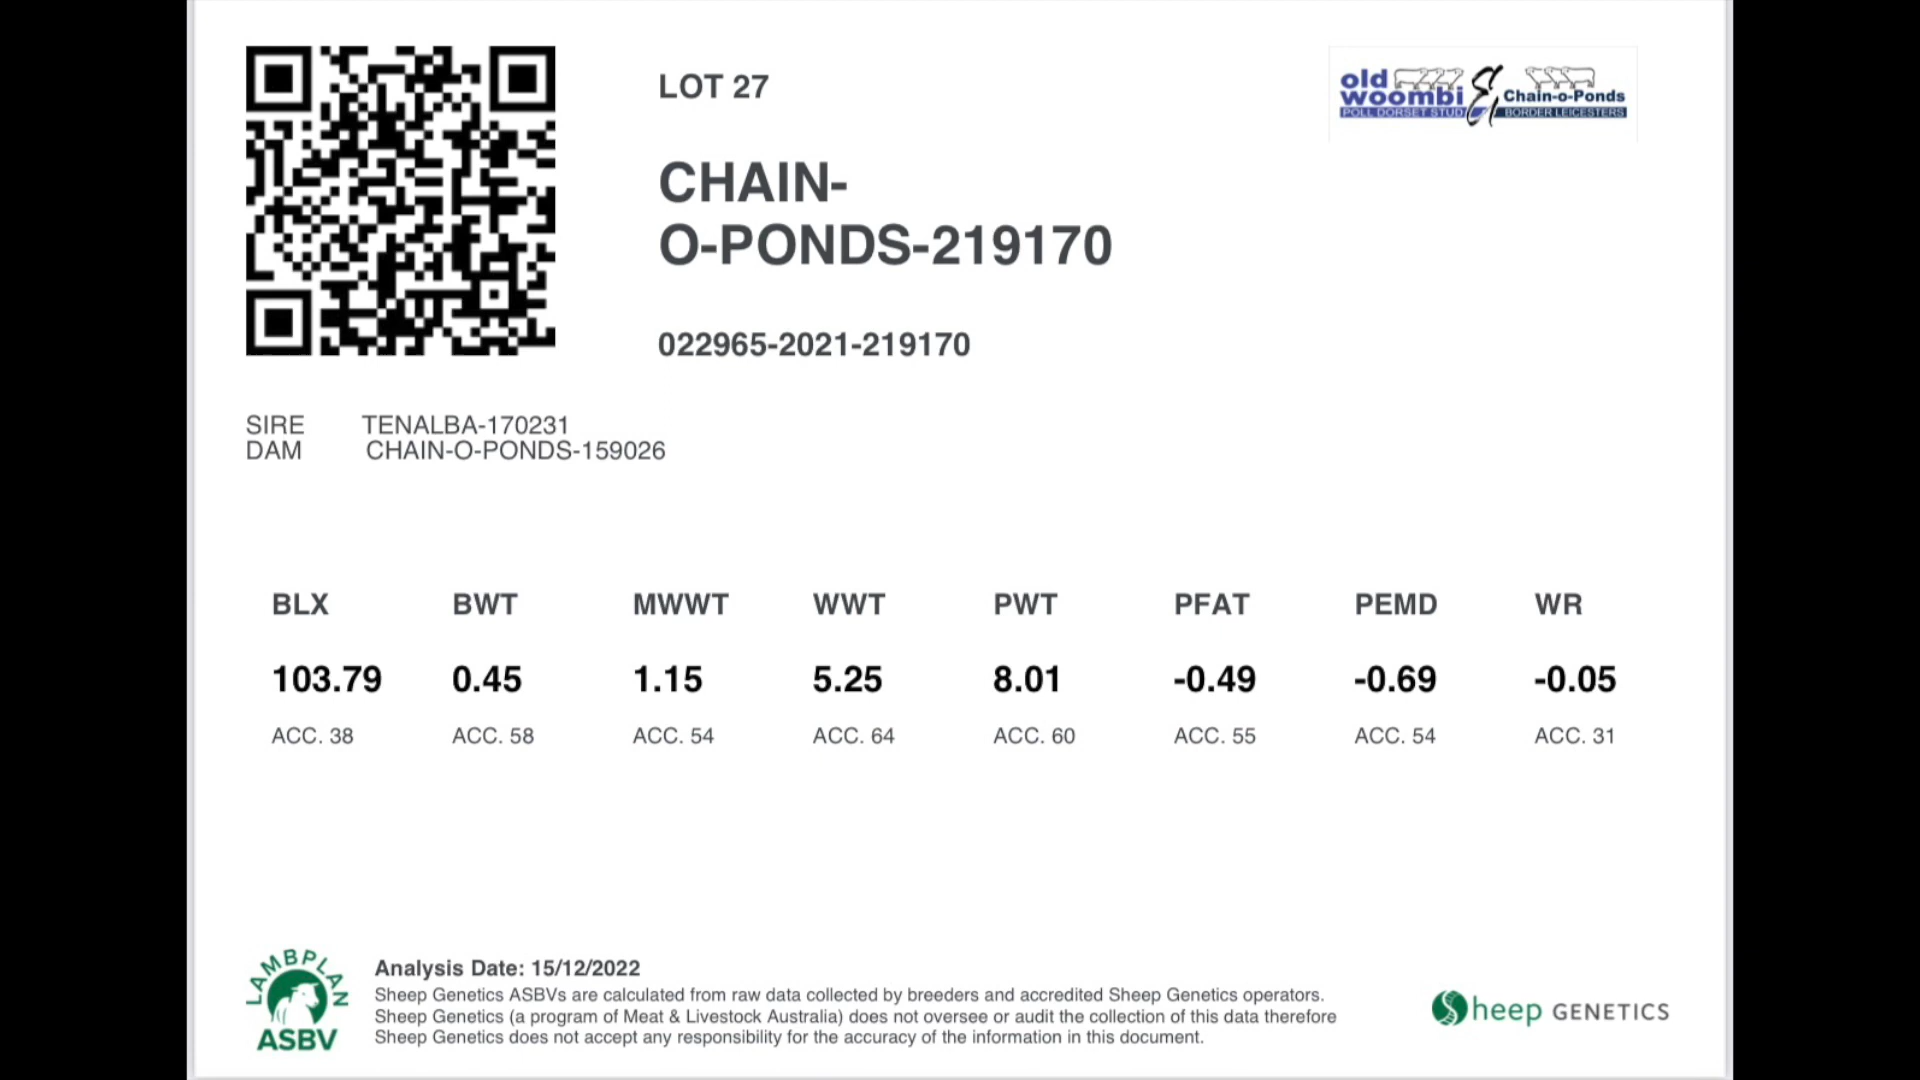 LOT 27
old
woombi
POLL DORSET STUD
&
Chain-o-Ponds
BORDER LEICESTERS
CHAIN-
O-PONDS-219170
022965-2021-219170
SIRE TENALBA-170231
DAM CHAIN-O-PONDS-159026
BLX BWT MWWT WWT PWT PFAT PEMD WR
103.79 0.45 1.15 5.25 8.01 -0.49 -0.69 -0.05
ACC. 38 ACC. 58 ACC. 54 ACC. 64 ACC. 60 ACC. 55 ACC. 54 ACC. 31
LAMBPLAN
ASBV
Analysis Date: 15/12/2022
Sheep Genetics ASBVs are calculated from raw data collected by breeders and accredited Sheep Genetics operators.
Sheep Genetics (a program of Meat & Livestock Australia) does not oversee or audit the collection of this data therefore
Sheep Genetics does not accept any responsibility for the accuracy of the information in this document.
Sheep GENETICS